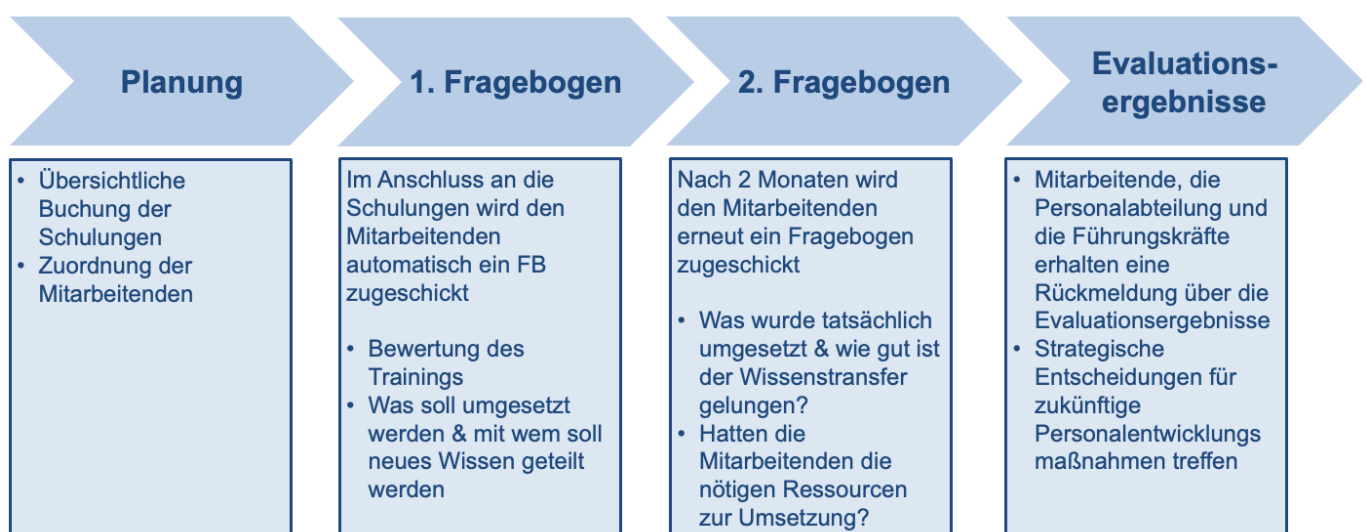 Planung
• Übersichtliche
Buchung der
Schulungen
• Zuordnung der
Mitarbeitenden
1. Fragebogen
Im Anschluss an die
Schulungen wird den
Mitarbeitenden
automatisch ein FB
zugeschickt
• Bewertung des
Trainings
• Was soll umgesetzt
werden & mit wem soll
neues Wissen geteilt
werden
2. Fragebogen
Nach 2 Monaten wird
den Mitarbeitenden
erneut ein Fragebogen
zugeschickt
• Was wurde tatsächlich
umgesetzt & wie gut ist
der Wissenstransfer
gelungen?
• Hatten die
Mitarbeitenden die
nötigen Ressourcen
zur Umsetzung?
Evaluations-
ergebnisse
• Mitarbeitende, die
Personalabteilung und
die Führungskräfte
erhalten eine
Rückmeldung über die
Evaluationsergebnisse
• Strategische
Entscheidungen für
zukünftige
Personalentwicklungs
maßnahmen treffen